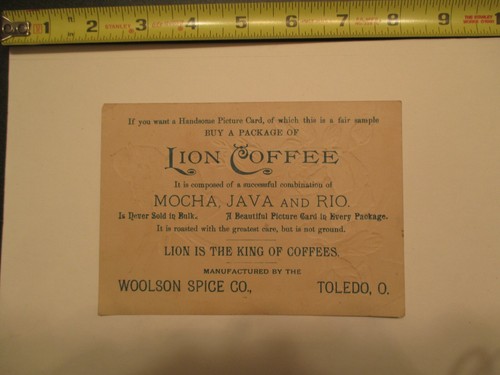 1 2 3 4 5 6 7 8 9
STANLEY
If you want a Handsome Picture Card, of which this is a fair sample
BUY A PACKAGE OF
LION COFFEE
It is composed of a successful combination of
MOCHA, JAVA AND RIO.
Is Never Sold in Bulk. A Beautiful Picture Card in Every Package.
It is roasted with the greatest care, but is not ground.
LION IS THE KING OF COFFEES.
MANUFACTURED BY THE
WOOLSON SPICE CO., TOLEDO, O.